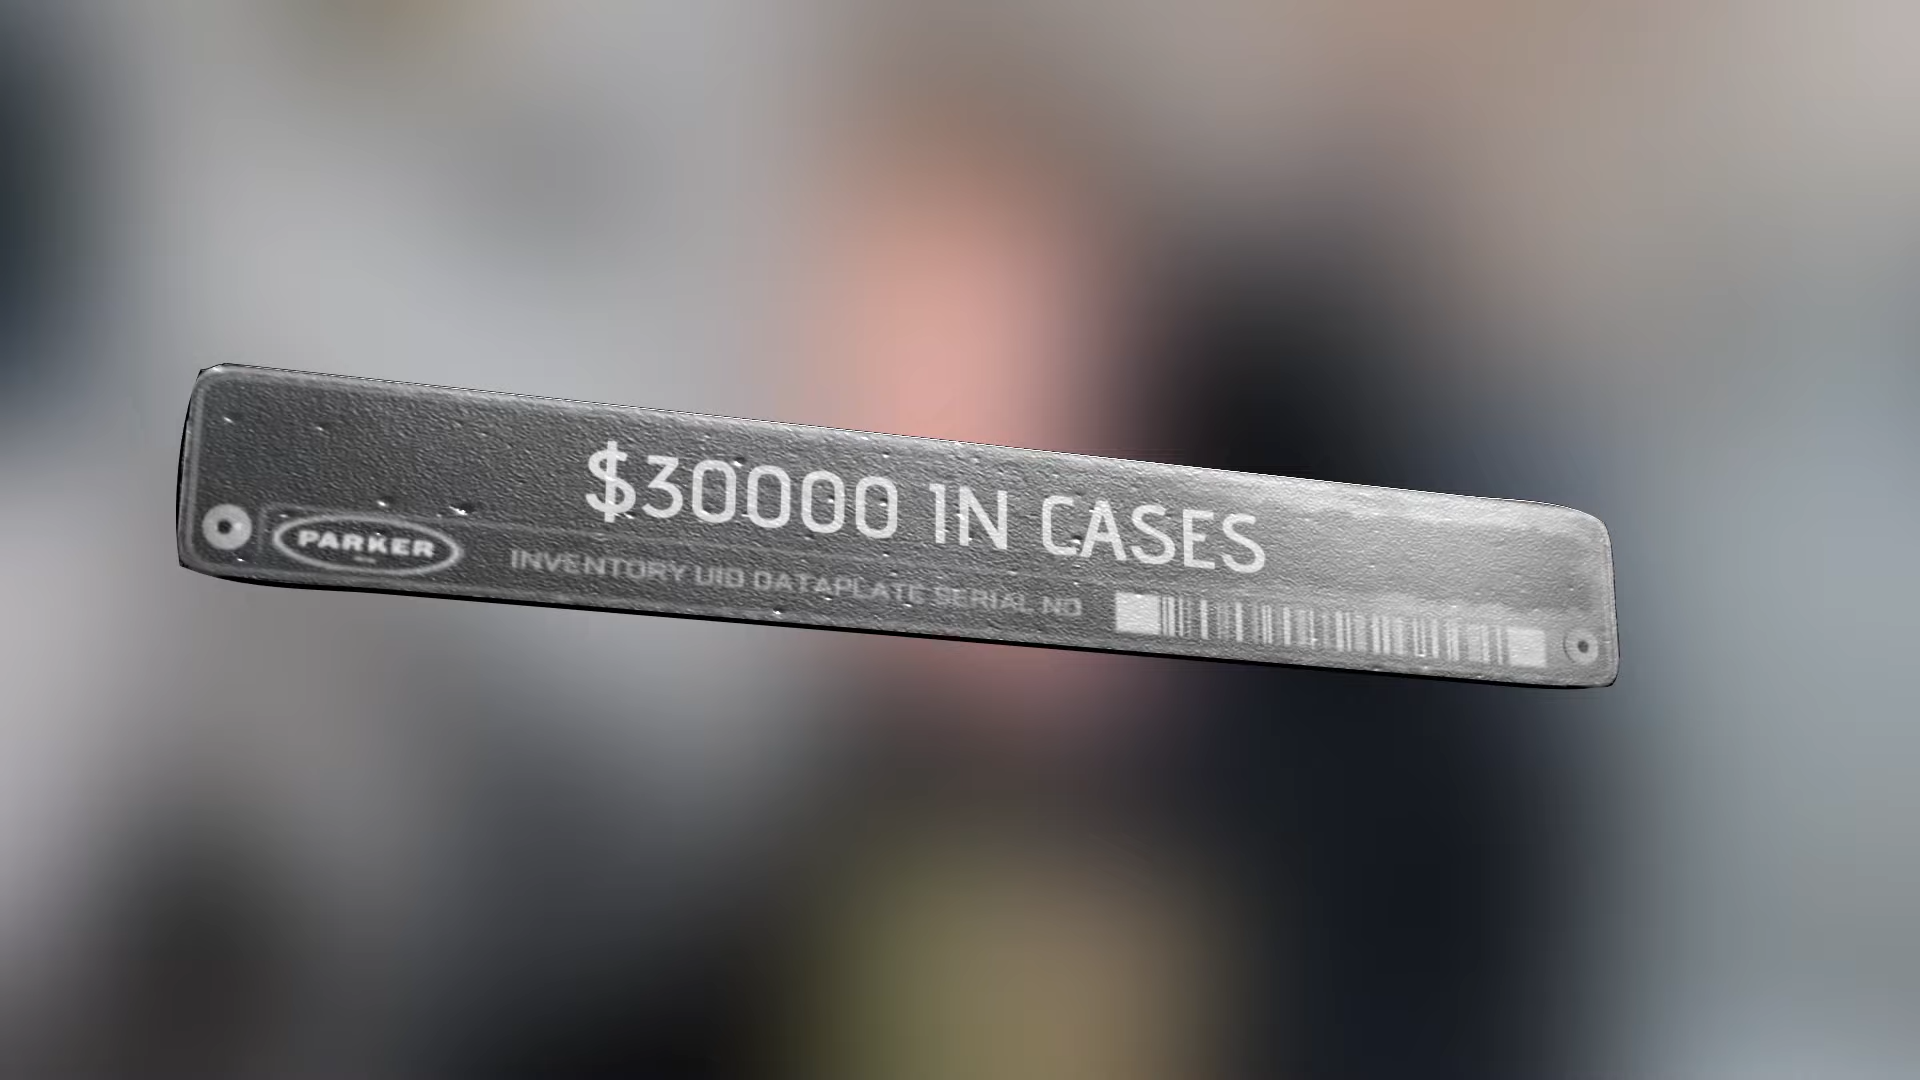 $30000 IN CASES
PARKER
INVENTORY UID DATAPLATE SERIAL NO